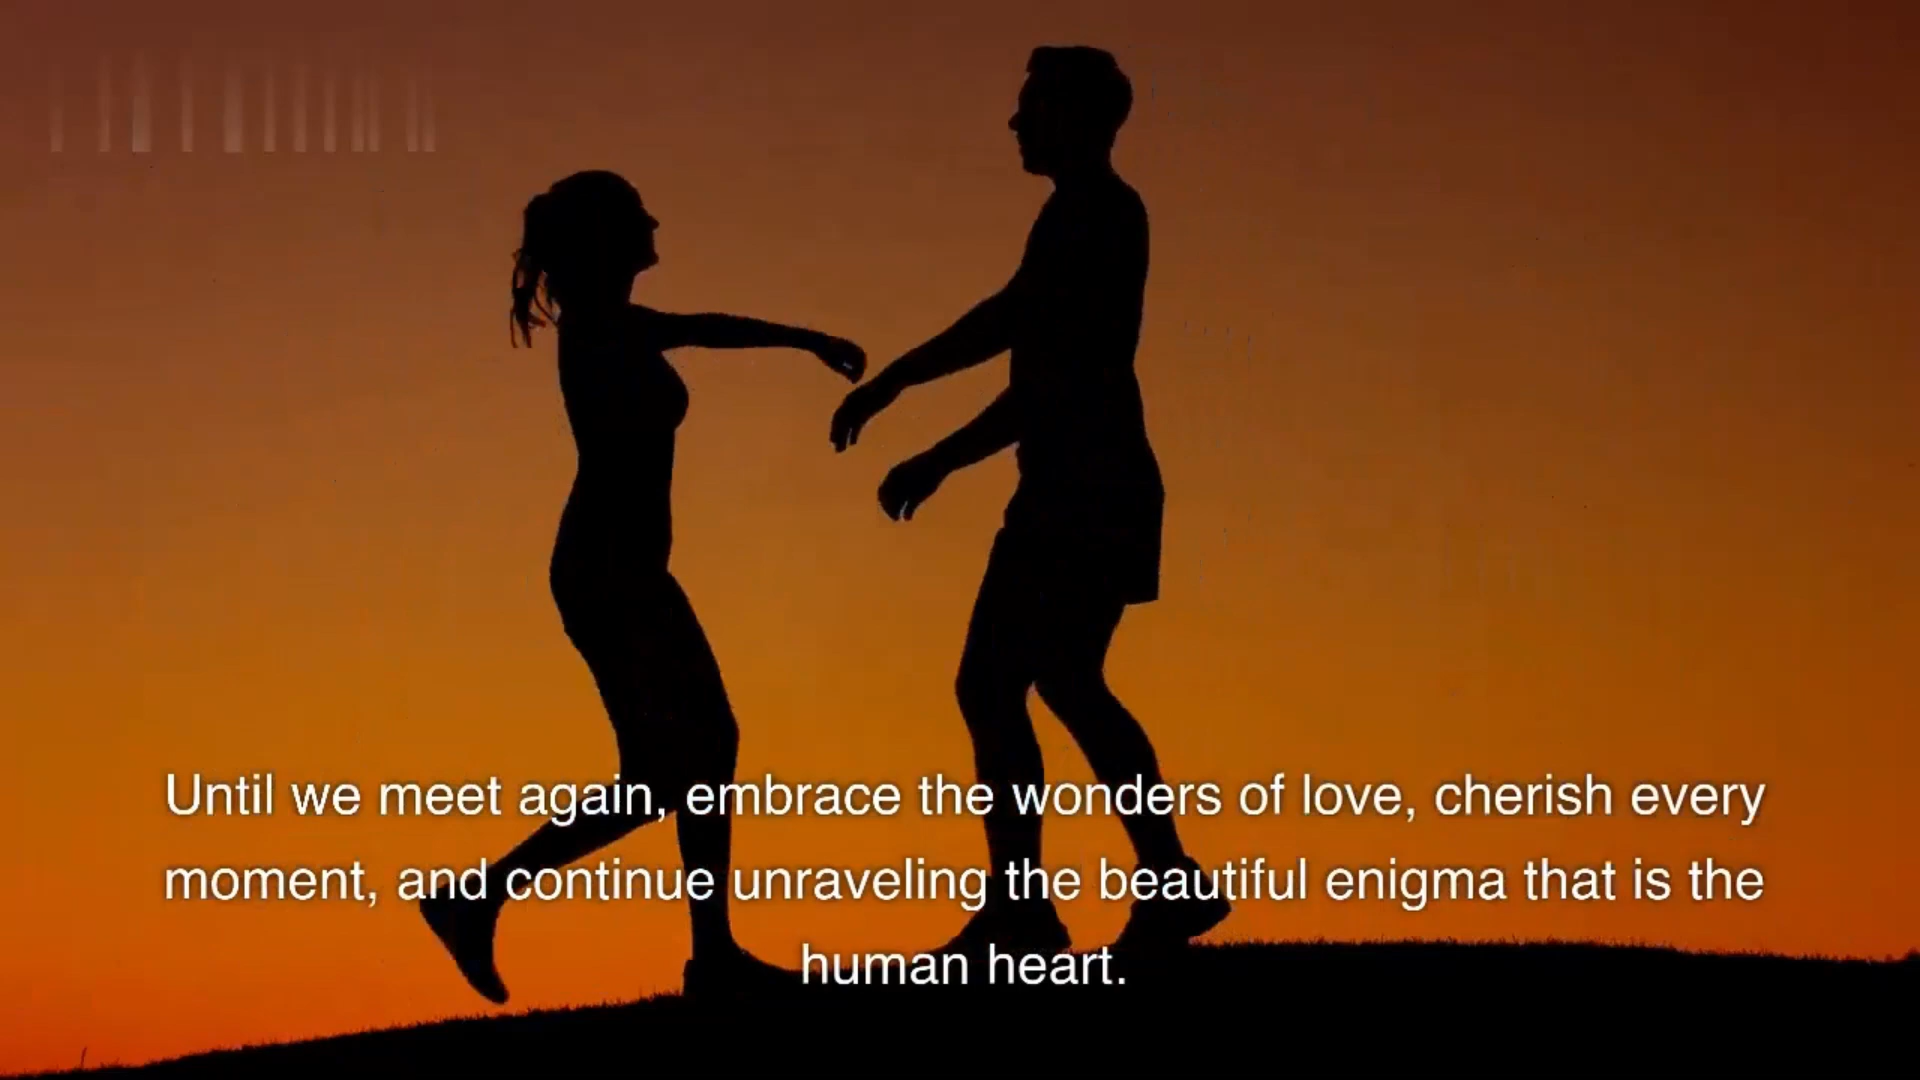 Until we meet again, embrace the wonders of love, cherish every
moment, and continue unraveling the beautiful enigma that is the
human heart.